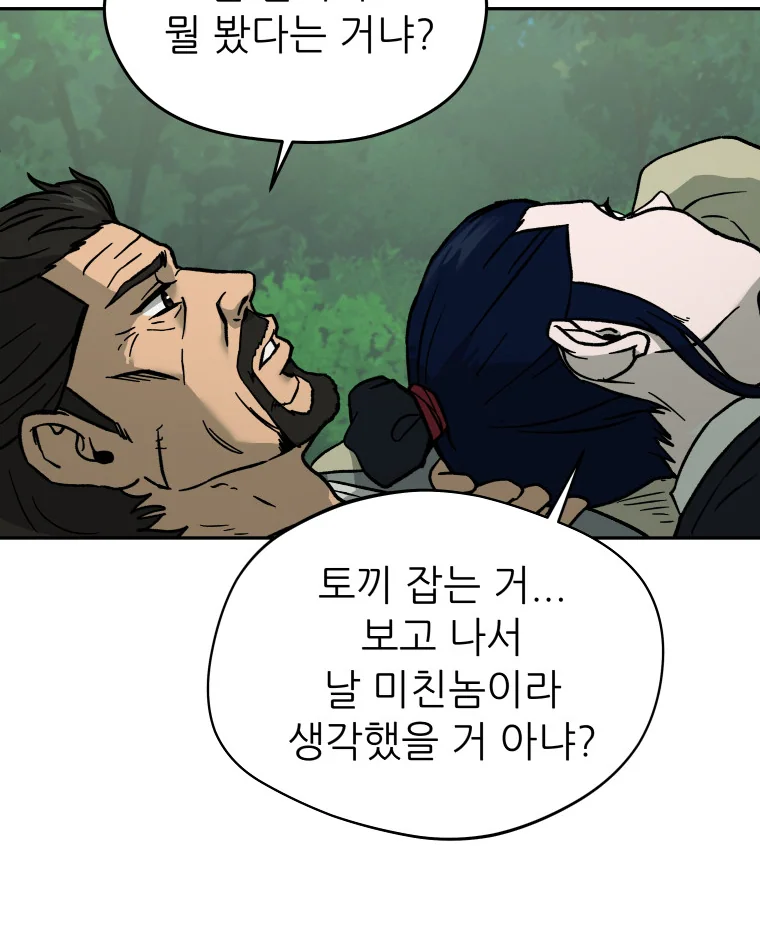 뭘 봤다는 거냐?
토끼 잡는 거...
보고 나서
날 미친놈이라
생각했을 거 아냐?